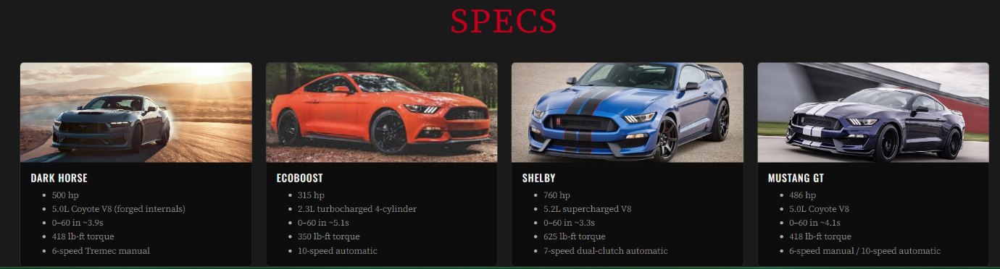 SPECS
DARK HORSE
500 hp
5.0L Coyote V8 (forged internals)
0–60 in ~3.9s
418 lb-ft torque
6-speed Tremec manual
ECOBOOST
315 hp
2.3L turbocharged 4-cylinder
0–60 in ~5.1s
350 lb-ft torque
10-speed automatic
SHELBY
760 hp
5.2L supercharged V8
0–60 in ~3.3s
625 lb-ft torque
7-speed dual-clutch automatic
MUSTANG GT
486 hp
5.0L Coyote V8
0–60 in ~4.1s
418 lb-ft torque
6-speed manual / 10-speed automatic